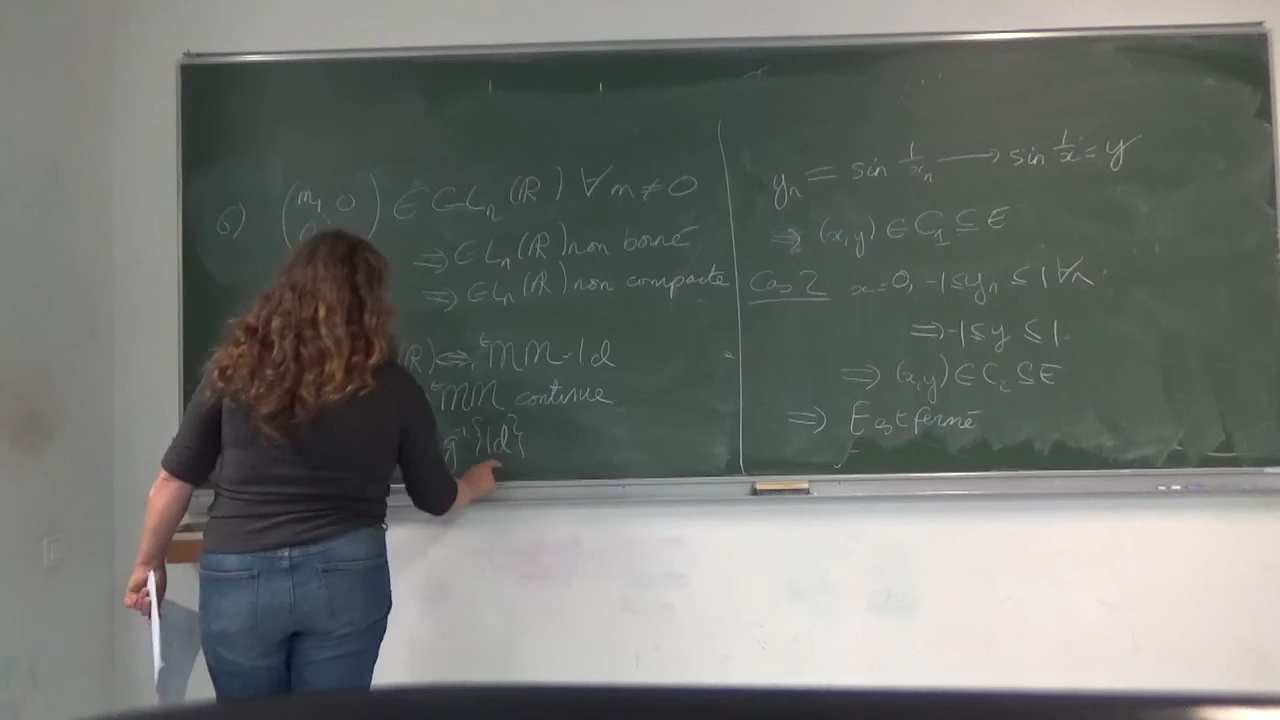 6) (m, 0) ∈ GLn(R) ∀ m ≠ 0
⇒ GLn(R) non borné
⇒ GLn(R) non compacte
(R) ⇔ ᵗMM = Id
ᵗMM continue
g⁻¹{Id}
yn = sin 1/xn → sin 1/x = y
⇒ (x,y) ∈ C1 ⊆ E
Cas 2 x=0, -1 ≤ yn ≤ 1 ∀n
⇒ -1 ≤ y ≤ 1
⇒ (x,y) ∈ C2 ⊆ E
⇒ E est fermé